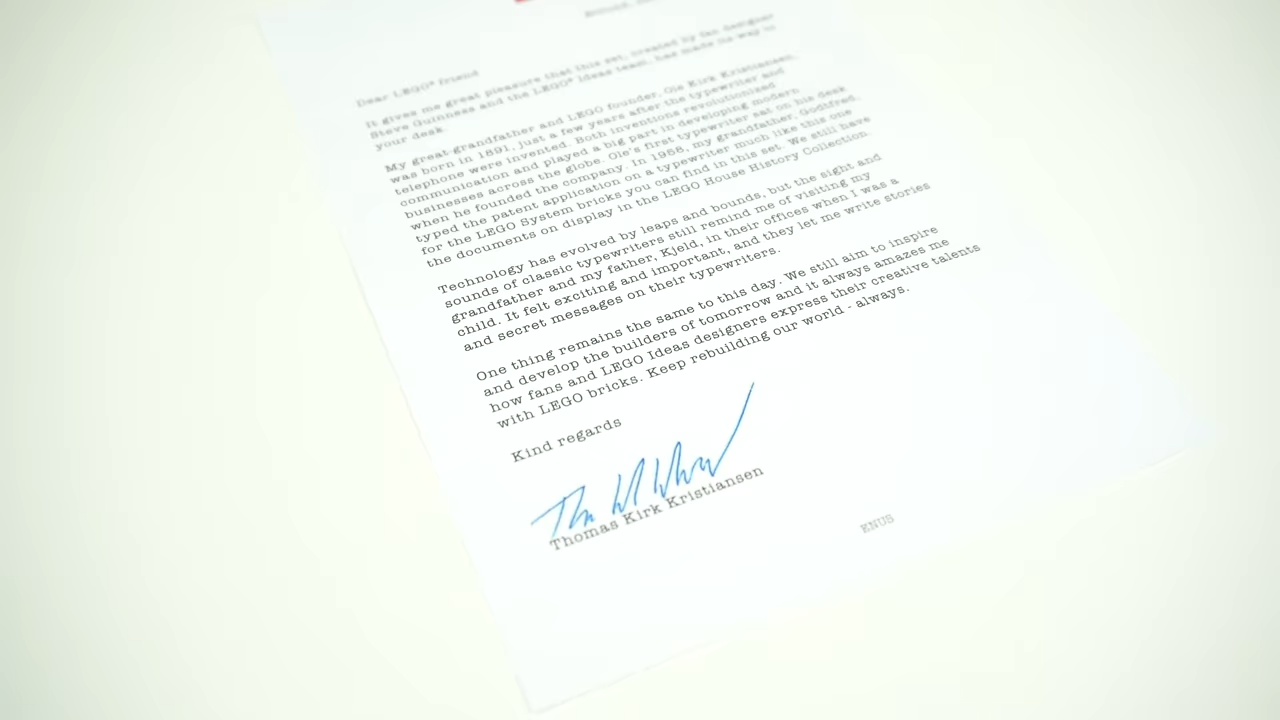 Dear LEGO® friend
It gives me great pleasure that this set, created by fan designer
Steve Guinness and the LEGO® Ideas team, has made its way to
your desk.
My great-grandfather and LEGO founder, Ole Kirk Kristiansen,
was born in 1891, just a few years after the typewriter and
telephone were invented. Both inventions revolutionized
communication and played a big part in developing modern
businesses across the globe. Ole's first typewriter sat on his desk
when he founded the company. In 1958, my grandfather, Godtfred,
typed the patent application on a typewriter much like this one
for the LEGO System bricks you can find in this set. We still have
the documents on display in the LEGO House History Collection.
Technology has evolved by leaps and bounds, but the sight and
sounds of classic typewriters still remind me of visiting my
grandfather and my father, Kjeld, in their offices when I was a
child. It felt exciting and important, and they let me write stories
and secret messages on their typewriters.
One thing remains the same to this day. We still aim to inspire
and develop the builders of tomorrow and it always amazes me
how fans and LEGO Ideas designers express their creative talents
with LEGO bricks. Keep rebuilding our world - always.
Kind regards
Thomas Kirk Kristiansen
ENUS